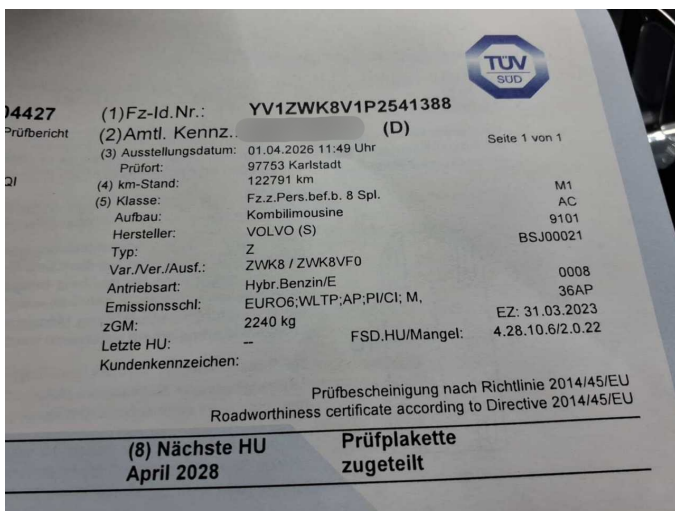 TÜV
SÜD
04427
Prüfbericht
(1)Fz-Id.Nr.: YV1ZWK8V1P2541388
(2)Amtl. Kennz.: (D)
Seite 1 von 1
(3) Ausstellungsdatum: 01.04.2026 11:49 Uhr
Prüfort: 97753 Karlstadt
(4) km-Stand: 122791 km
(5) Klasse: Fz.z.Pers.bef.b. 8 Spl. M1
Aufbau: Kombilimousine AC
Hersteller: VOLVO (S) 9101
Typ: Z BSJ00021
Var./Ver./Ausf.: ZWK8 / ZWK8VF0
Antriebsart: Hybr.Benzin/E 0008
Emissionsschl: EURO6;WLTP;AP;PI/CI; M, 36AP
zGM: 2240 kg EZ: 31.03.2023
Letzte HU: -- FSD.HU/Mangel: 4.28.10.6/2.0.22
Kundenkennzeichen:
Prüfbescheinigung nach Richtlinie 2014/45/EU
Roadworthiness certificate according to Directive 2014/45/EU
(8) Nächste HU Prüfplakette
April 2028 zugeteilt